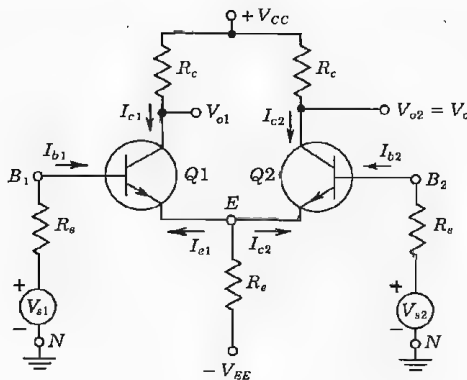 + V_CC
R_c
R_c
I_c1
V_o1
I_c2
V_o2 = V_o
I_b1
I_b2
B_1
Q1
Q2
B_2
E
R_s
I_e1
I_c2
R_s
R_e
+
V_s1
−
+
V_s2
−
N
N
− V_EE